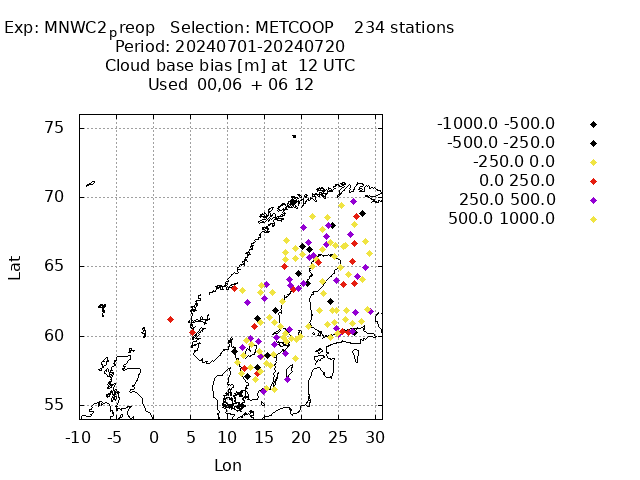 Exp: MNWC2preop Selection: METCOOP 234 stations
Period: 20240701-20240720
Cloud base bias [m] at 12 UTC
Used 00,06 + 06 12
-1000.0 -500.0
-500.0 -250.0
-250.0 0.0
0.0 250.0
250.0 500.0
500.0 1000.0
75
70
65
60
55
Lat
-10 -5 0 5 10 15 20 25 30
Lon